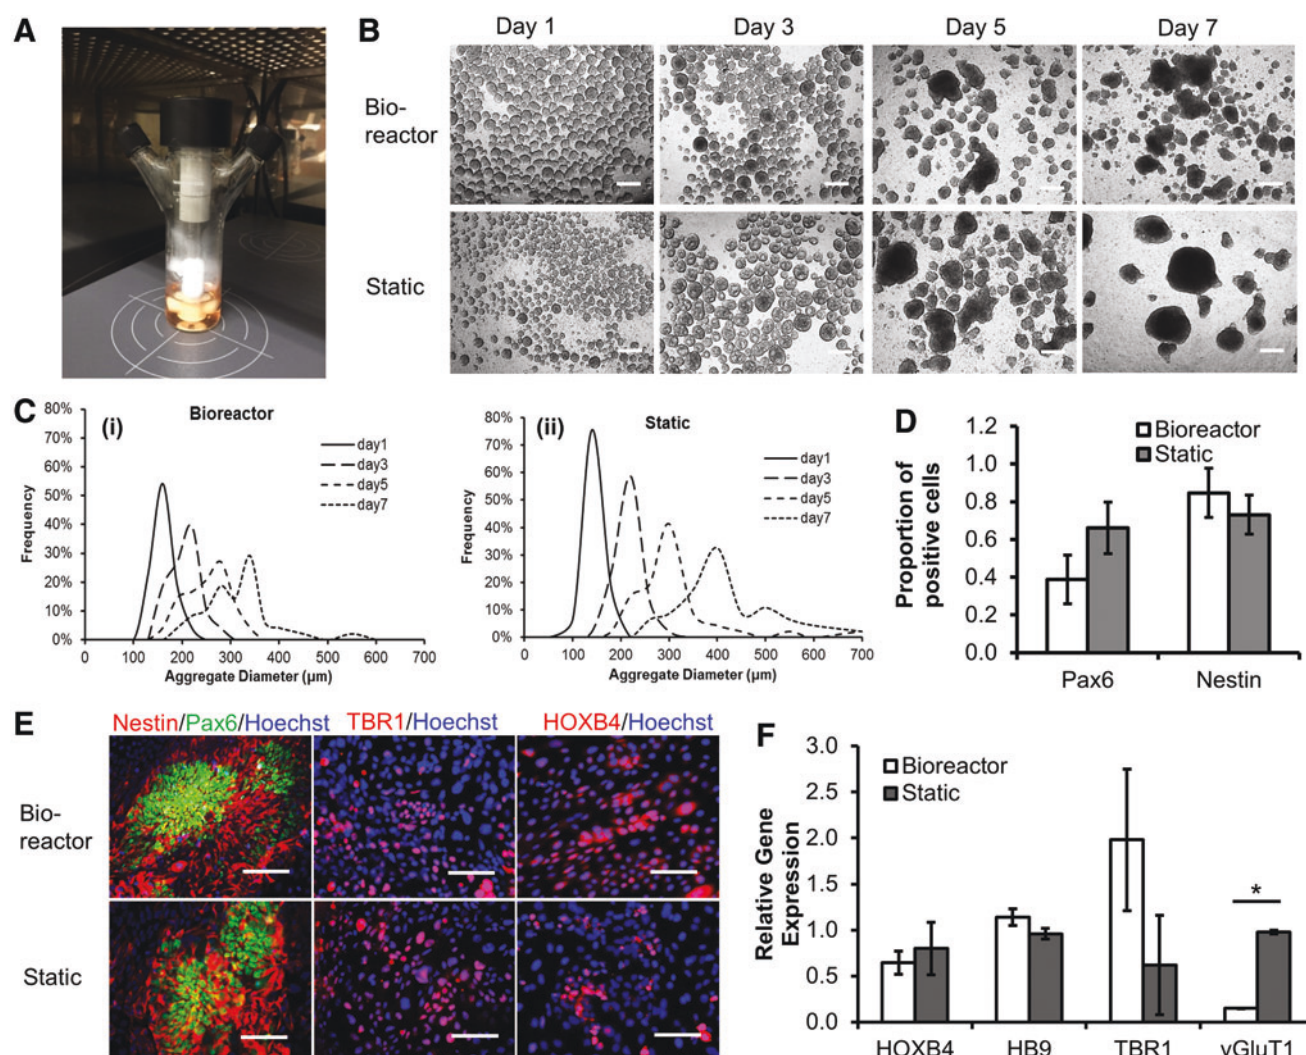 A
B
Day 1
Day 3
Day 5
Day 7
Bio-
reactor
Static
C
(i)
Bioreactor
80%
70%
60%
50%
40%
30%
20%
10%
0%
Frequency
day1
day3
day5
day7
0
100
200
300
400
500
600
700
Aggregate Diameter (µm)
(ii)
Static
80%
70%
60%
50%
40%
30%
20%
10%
0%
Frequency
day1
day3
day5
day7
0
100
200
300
400
500
600
700
Aggregate Diameter (µm)
D
Proportion of
positive cells
1.2
1.0
0.8
0.6
0.4
0.2
0.0
Bioreactor
Static
Pax6
Nestin
E
Nestin/Pax6/Hoechst
TBR1/Hoechst
HOXB4/Hoechst
Bio-
reactor
Static
F
Relative Gene
Expression
3.0
2.5
2.0
1.5
1.0
0.5
0.0
Bioreactor
Static
*
HOXB4
HB9
TBR1
vGluT1